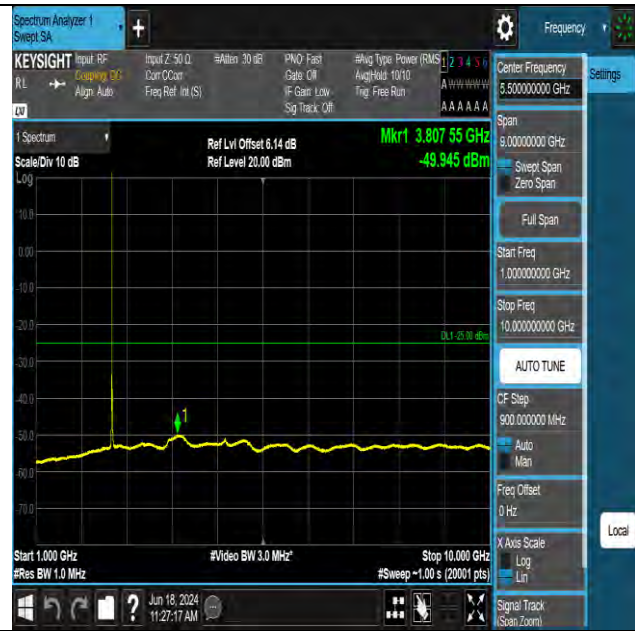 Spectrum Analyzer 1
Swept SA
Frequency
KEYSIGHT
RL
LXI
Input: RF
Coupling: DC
Align: Auto
Input Z: 50 Ω
Corr CCorr
Freq Ref: Int (S)
#Atten: 30 dB
PNO: Fast
Gate: Off
IF Gain: Low
Sig Track: Off
#Avg Type: Power (RMS
Avg|Hold: 10/10
Trig: Free Run
1 2 3 4 5 6
A W W W W W
A A A A A A
1 Spectrum
Scale/Div 10 dB
Log
Ref Lvl Offset 6.14 dB
Ref Level 20.00 dBm
Mkr1 3.807 55 GHz
-49.945 dBm
10.0
0.00
-10.0
-20.0
-30.0
-40.0
-50.0
-60.0
-70.0
DL1 -25.00 dBm
1
Start 1.000 GHz
#Res BW 1.0 MHz
#Video BW 3.0 MHz*
Stop 10.000 GHz
#Sweep ~1.00 s (20001 pts)
Jun 18, 2024
11:27:17 AM
Center Frequency
5.500000000 GHz
Span
9.00000000 GHz
Swept Span
Zero Span
Full Span
Start Freq
1.000000000 GHz
Stop Freq
10.000000000 GHz
AUTO TUNE
CF Step
900.000000 MHz
Auto
Man
Freq Offset
0 Hz
X Axis Scale
Log
Lin
Signal Track
(Span Zoom)
Settings
Local